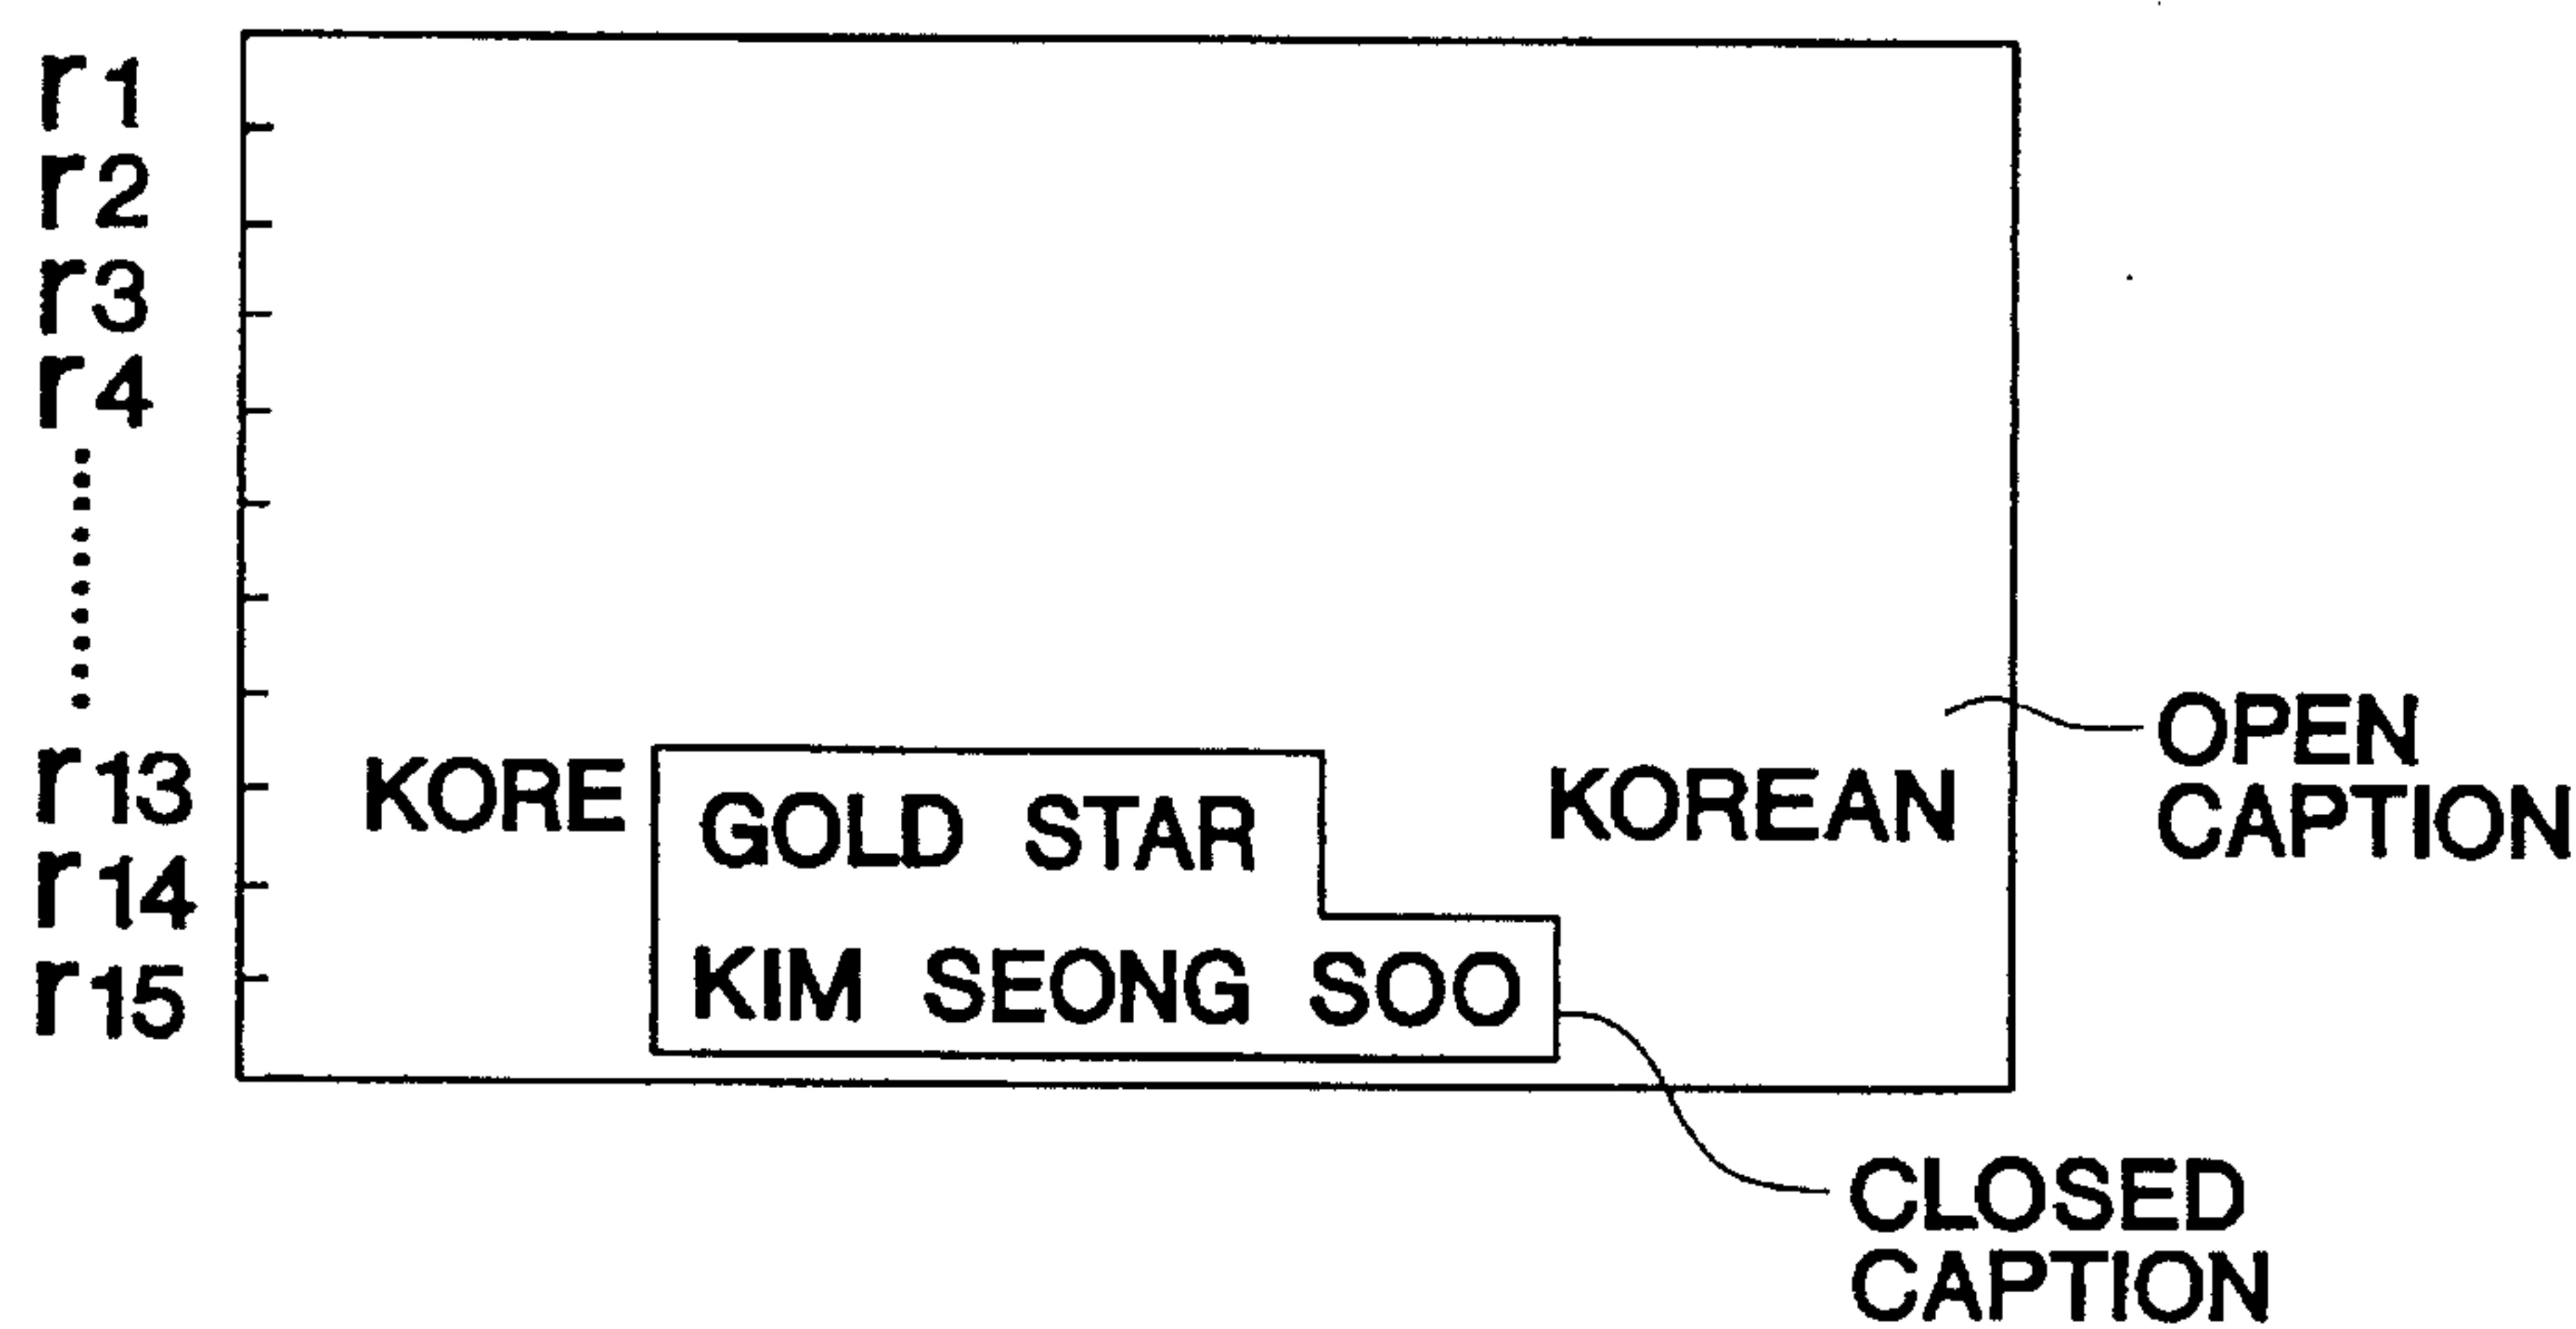 r1
r2
r3
r4
r13
r14
r15
KORE
GOLD STAR
KIM SEONG SOO
KOREAN
OPEN
CAPTION
CLOSED
CAPTION